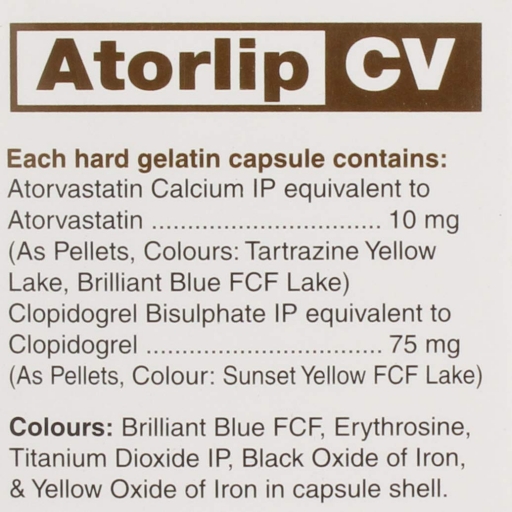 Atorlip CV
Each hard gelatin capsule contains:
Atorvastatin Calcium IP equivalent to
Atorvastatin ................................ 10 mg
(As Pellets, Colours: Tartrazine Yellow
Lake, Brilliant Blue FCF Lake)
Clopidogrel Bisulphate IP equivalent to
Clopidogrel ................................. 75 mg
(As Pellets, Colour: Sunset Yellow FCF Lake)
Colours: Brilliant Blue FCF, Erythrosine,
Titanium Dioxide IP, Black Oxide of Iron,
& Yellow Oxide of Iron in capsule shell.